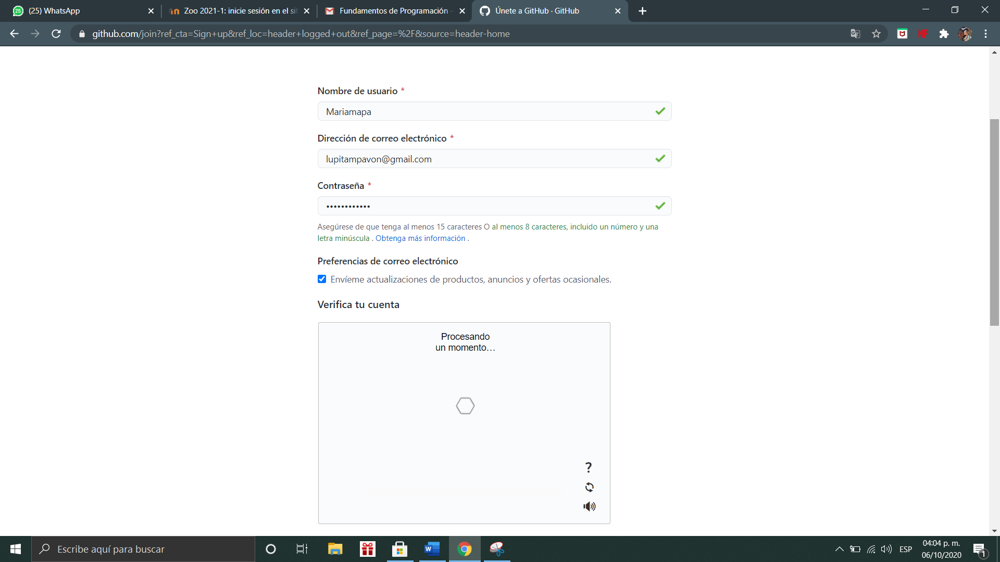 25 (25) WhatsApp
Zoo 2021-1: inicie sesión en el sit
Fundamentos de Programación -
Únete a GitHub · GitHub
github.com/join?ref_cta=Sign+up&ref_loc=header+logged+out&ref_page=%2F&source=header-home
NP
Nombre de usuario *
Mariamapa
Dirección de correo electrónico *
lupitampavon@gmail.com
Contraseña *
••••••••••••
Asegúrese de que tenga al menos 15 caracteres O al menos 8 caracteres, incluido un número y una
letra minúscula . Obtenga más información .
Preferencias de correo electrónico
Envíeme actualizaciones de productos, anuncios y ofertas ocasionales.
Verifica tu cuenta
Procesando
un momento…
?
Escribe aquí para buscar
W
ESP
04:04 p. m.
06/10/2020
1